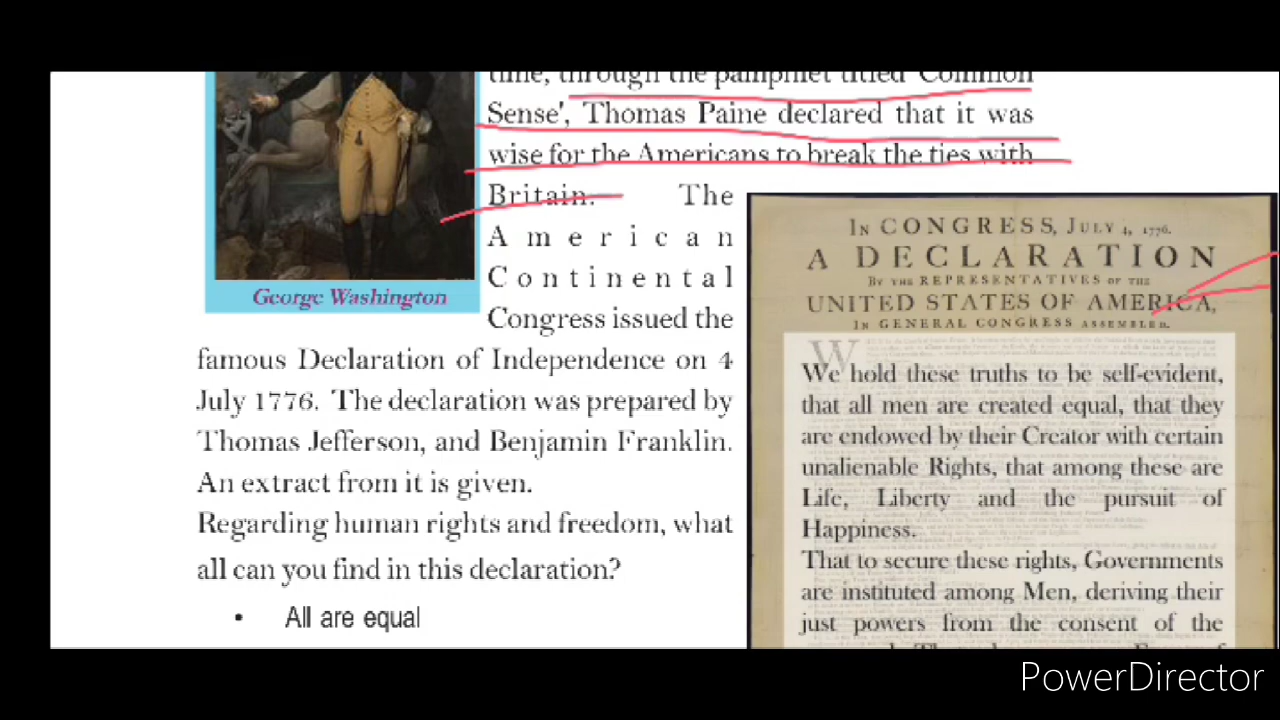 time, through the pamphlet titled 'Common
Sense', Thomas Paine declared that it was
wise for the Americans to break the ties with
Britain. The
American
Continental
Congress issued the
famous Declaration of Independence on 4
July 1776. The declaration was prepared by
Thomas Jefferson, and Benjamin Franklin.
An extract from it is given.
Regarding human rights and freedom, what
all can you find in this declaration?
• All are equal
George Washington
IN CONGRESS, JULY 4, 1776.
A DECLARATION
BY THE REPRESENTATIVES OF THE
UNITED STATES OF AMERICA,
IN GENERAL CONGRESS ASSEMBLED.
We hold these truths to be self-evident,
that all men are created equal, that they
are endowed by their Creator with certain
unalienable Rights, that among these are
Life, Liberty and the pursuit of
Happiness.
That to secure these rights, Governments
are instituted among Men, deriving their
just powers from the consent of the
PowerDirector